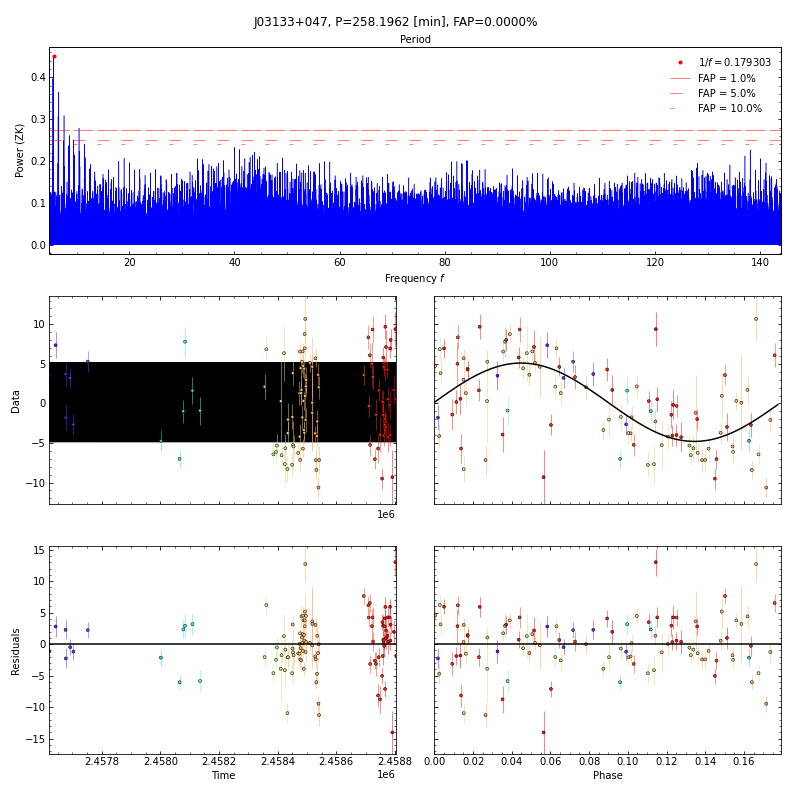 J03133+047, P=258.1962 [min], FAP=0.0000%
Period
1/f = 0.179303
FAP = 1.0%
FAP = 5.0%
FAP = 10.0%
Power (ZK)
0.4
0.3
0.2
0.1
0.0
20 40 60 80 100 120 140
Frequency f
Data
10
5
0
−5
−10
1e6
Residuals
15
10
5
0
−5
−10
−15
2.4578 2.4580 2.4582 2.4584 2.4586 2.4588
Time
1e6
0.00 0.02 0.04 0.06 0.08 0.10 0.12 0.14 0.16
Phase